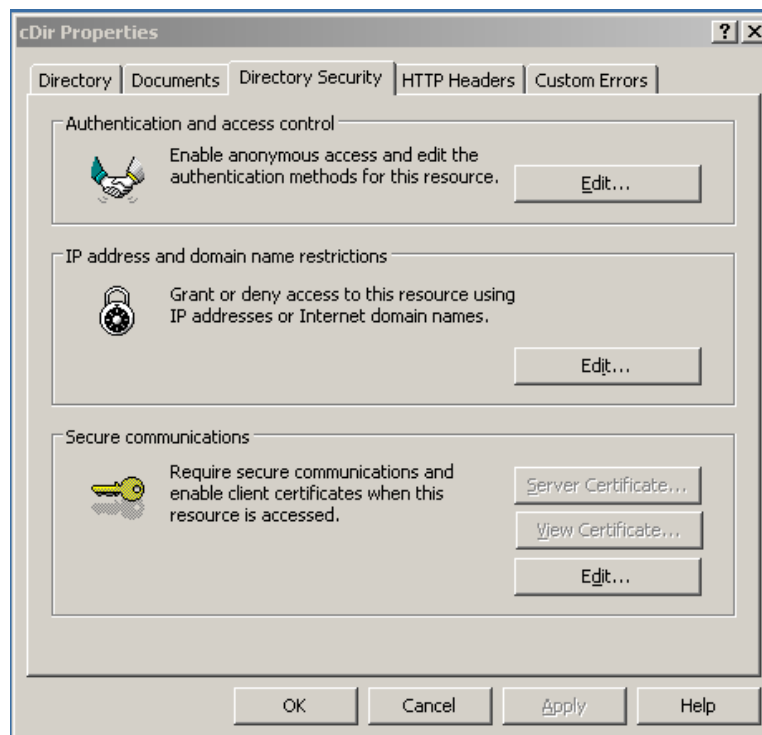 cDir Properties
? X
Directory Documents Directory Security HTTP Headers Custom Errors
Authentication and access control
Enable anonymous access and edit the
authentication methods for this resource.
Edit...
IP address and domain name restrictions
Grant or deny access to this resource using
IP addresses or Internet domain names.
Edit...
Secure communications
Require secure communications and
enable client certificates when this
resource is accessed.
Server Certificate...
View Certificate...
Edit...
OK Cancel Apply Help